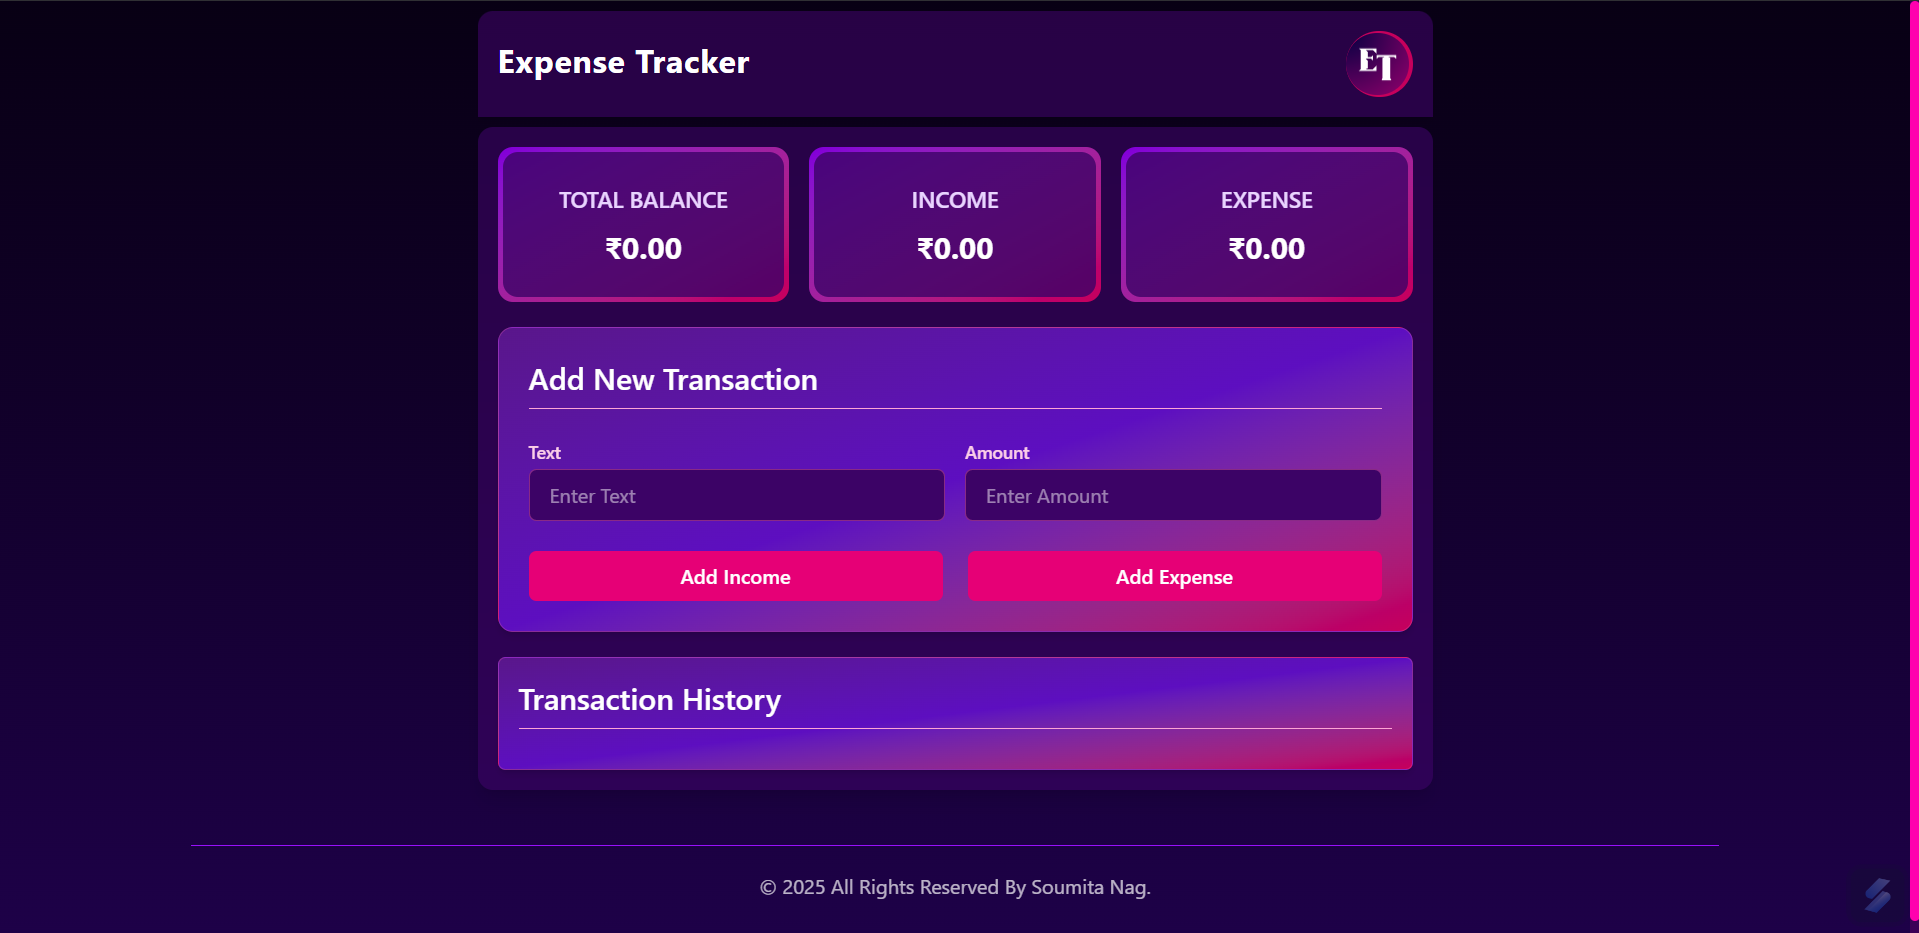 Expense Tracker
ET
TOTAL BALANCE
₹0.00
INCOME
₹0.00
EXPENSE
₹0.00
Add New Transaction
Text
Amount
Enter Text
Enter Amount
Add Income
Add Expense
Transaction History
© 2025 All Rights Reserved By Soumita Nag.